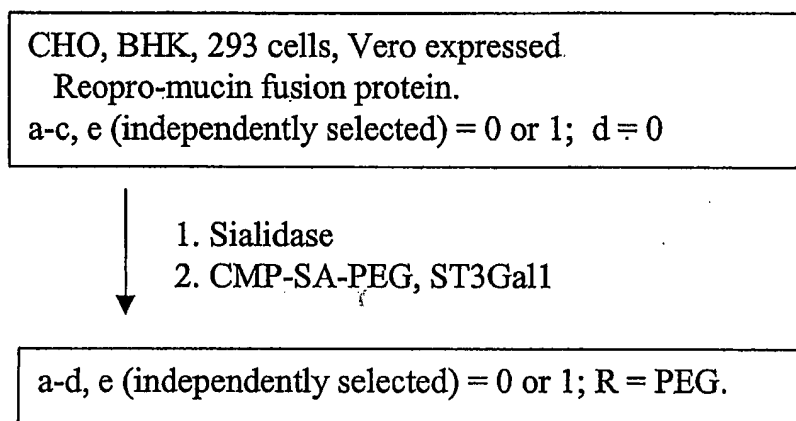 CHO, BHK, 293 cells, Vero expressed
Reopro-mucin fusion protein.
a-c, e (independently selected) = 0 or 1; d = 0
1. Sialidase
2. CMP-SA-PEG, ST3Gal1
a-d, e (independently selected) = 0 or 1; R = PEG.